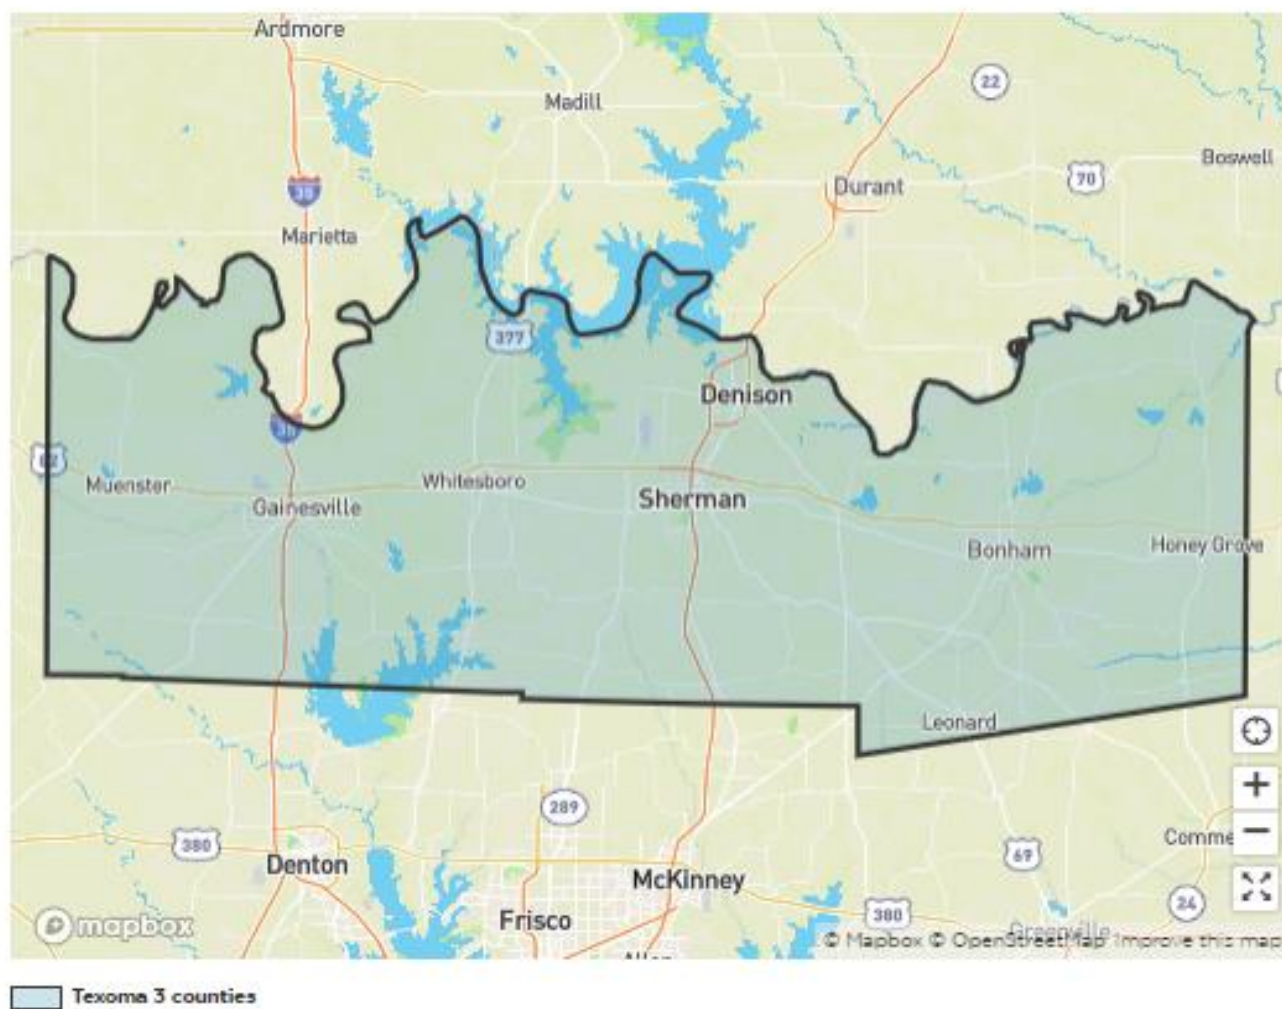 Ardmore
22
Madill
Boswell
70
Durant
35
Marietta
377
Denison
35
82
Muenster
Whitesboro
Sherman
Gainesville
Bonham
Honey Grove
Leonard
289
380
Denton
69
Comme
McKinney
24
Frisco
380
Greenville
mapbox
© Mapbox © OpenStreetMap Improve this map
Allen
Texoma 3 counties